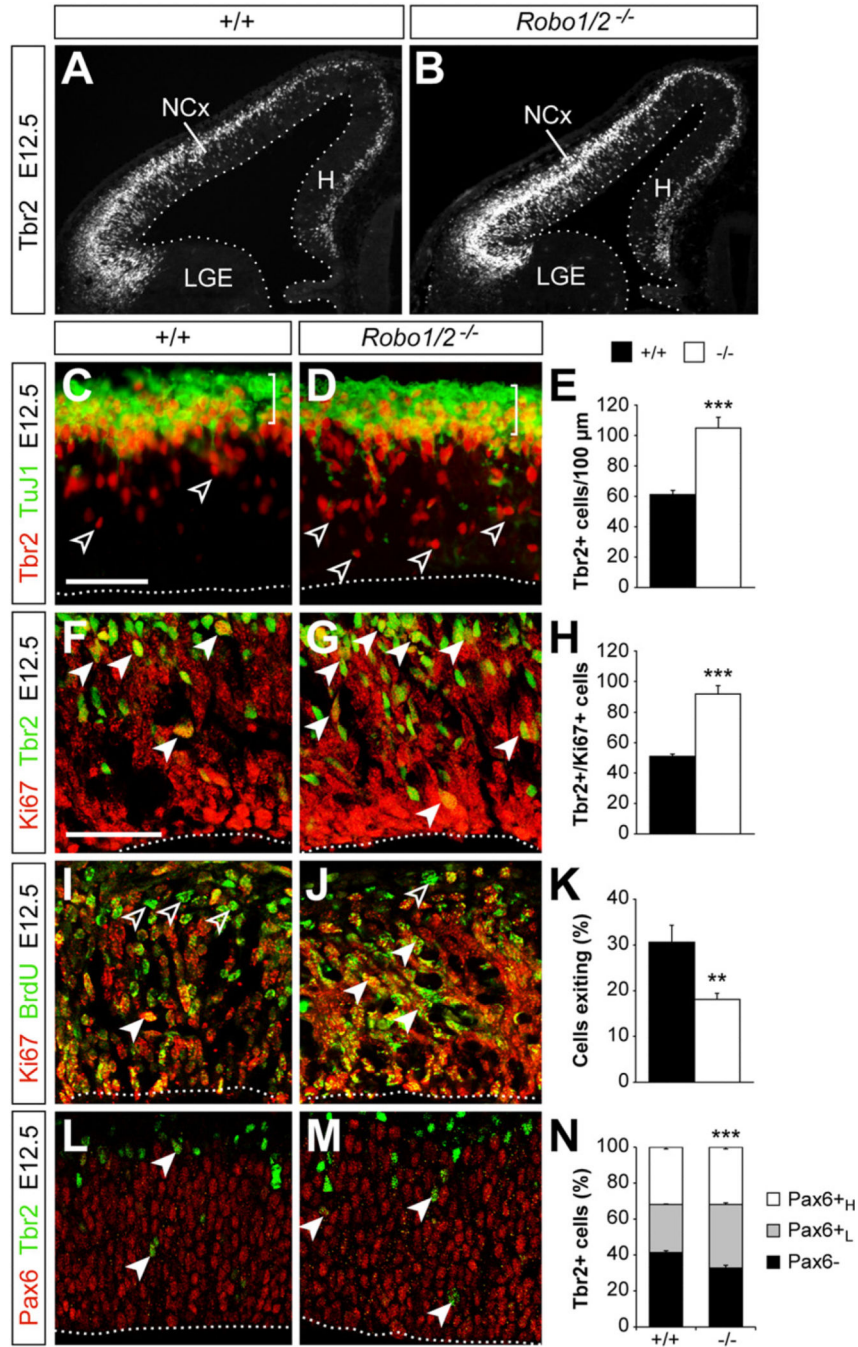 +/+
Robo1/2 -/-
Tbr2 E12.5
A
NCx
H
LGE
B
NCx
H
LGE
+/+
Robo1/2 -/-
+/+ -/-
Tbr2 TuJ1 E12.5
C
D
E
Tbr2+ cells/100 µm
120
100
80
60
40
20
0
***
Ki67 Tbr2 E12.5
F
G
H
Tbr2+/Ki67+ cells
120
100
80
60
40
20
0
***
Ki67 BrdU E12.5
I
J
K
Cells exiting (%)
40
30
20
10
0
**
Pax6 Tbr2 E12.5
L
M
N
Tbr2+ cells (%)
100
80
60
40
20
0
***
+/+ -/-
Pax6+H
Pax6+L
Pax6-